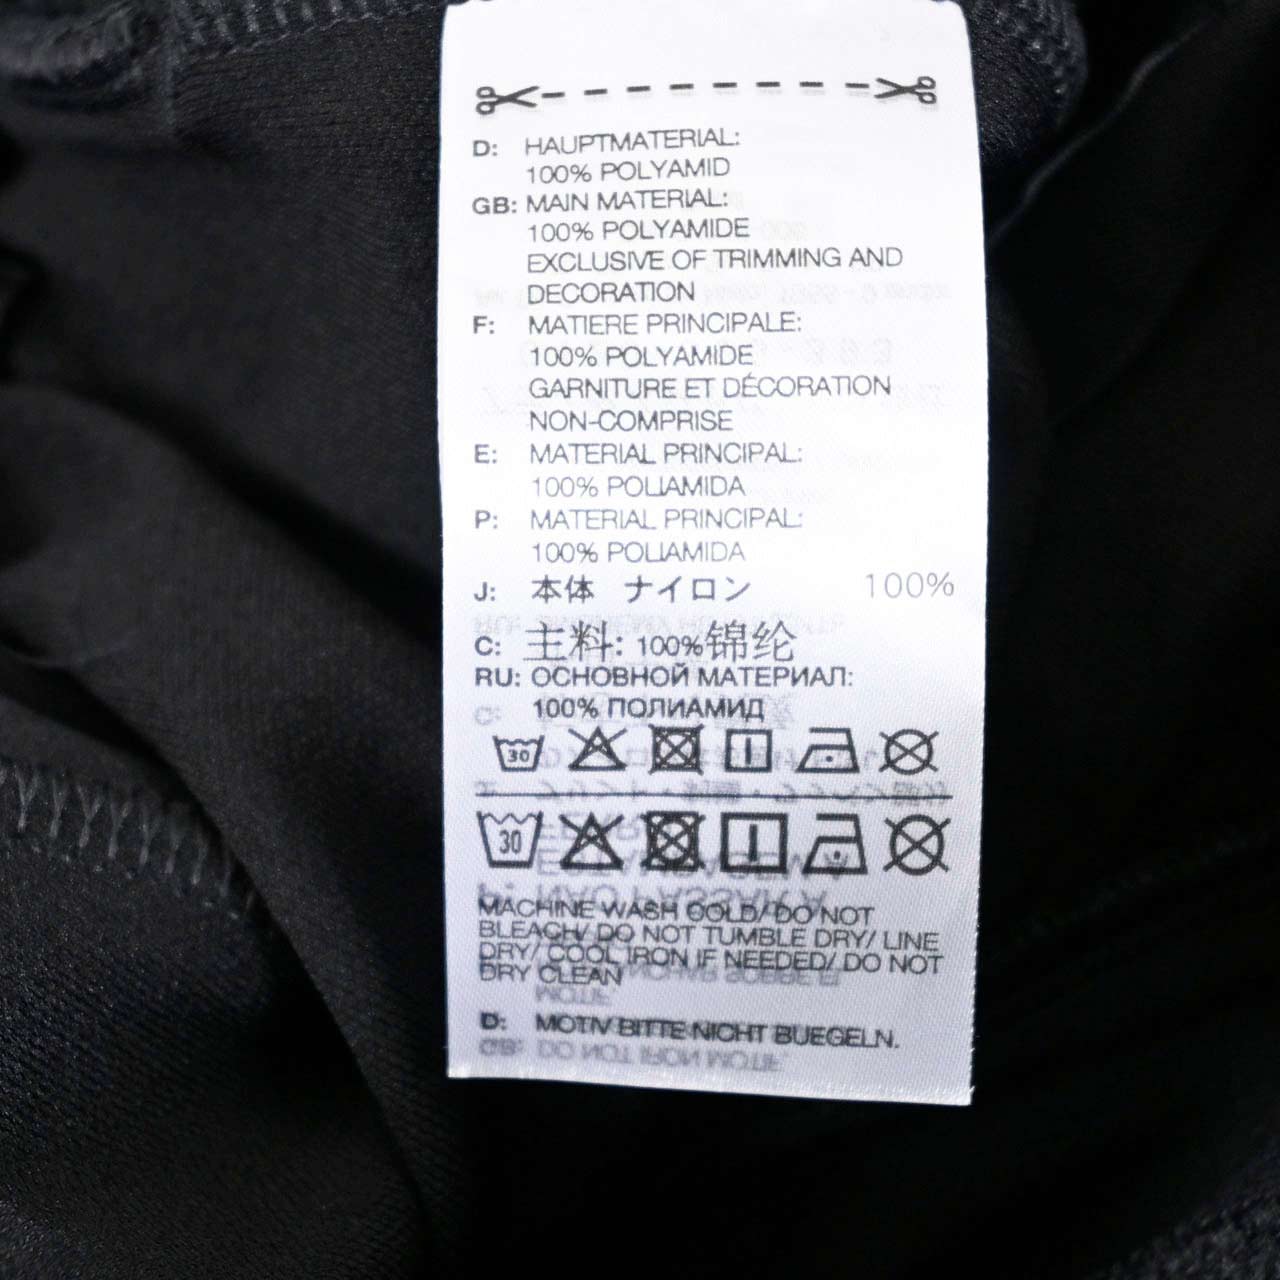 D: HAUPTMATERIAL:
100% POLYAMID
GB: MAIN MATERIAL:
100% POLYAMIDE
EXCLUSIVE OF TRIMMING AND
DECORATION
F: MATIERE PRINCIPALE:
100% POLYAMIDE
GARNITURE ET DÉCORATION
NON-COMPRISE
E: MATERIAL PRINCIPAL:
100% POLIAMIDA
P: MATERIAL PRINCIPAL:
100% POLIAMIDA
J: 本体 ナイロン 100%
C: 主料: 100%锦纶
RU: ОСНОВНОЙ МАТЕРИАЛ:
100% ПОЛИАМИД
30
30
MACHINE WASH COLD/ DO NOT
BLEACH/ DO NOT TUMBLE DRY/ LINE
DRY/ COOL IRON IF NEEDED/ DO NOT
DRY CLEAN
D: MOTIV BITTE NICHT BUEGELN.